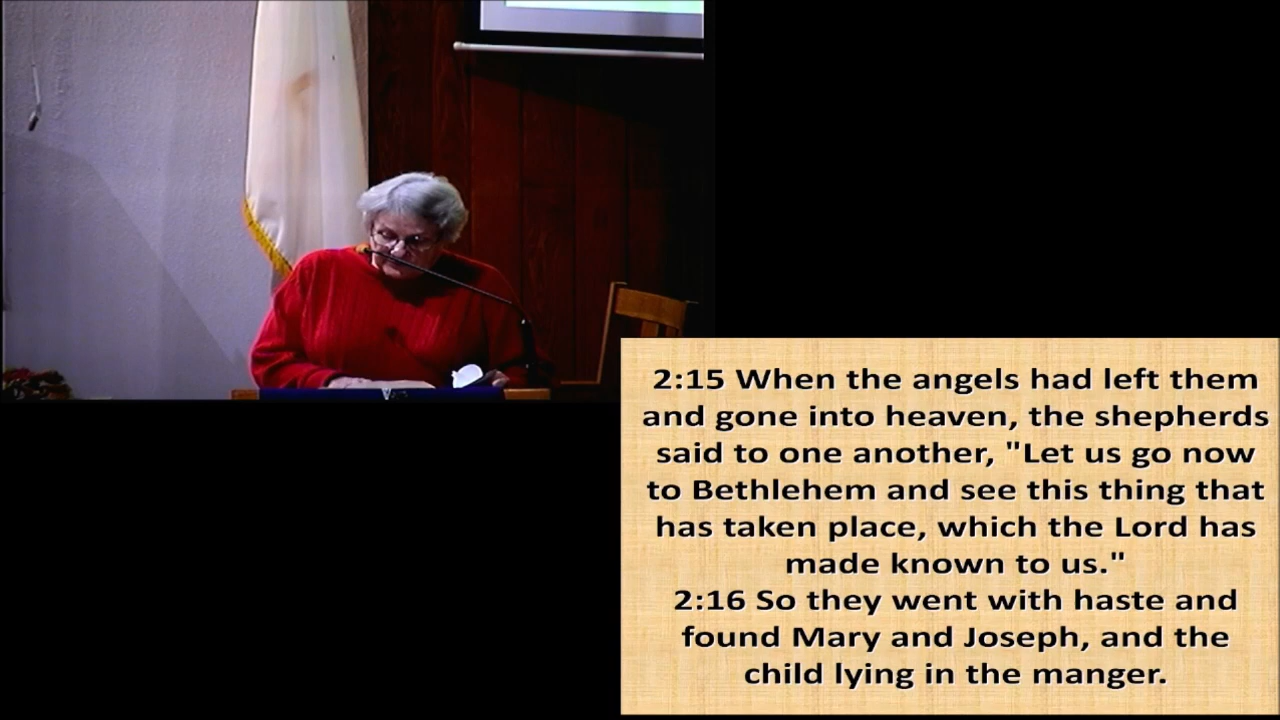 2:15 When the angels had left them
and gone into heaven, the shepherds
said to one another, "Let us go now
to Bethlehem and see this thing that
has taken place, which the Lord has
made known to us."
2:16 So they went with haste and
found Mary and Joseph, and the
child lying in the manger.